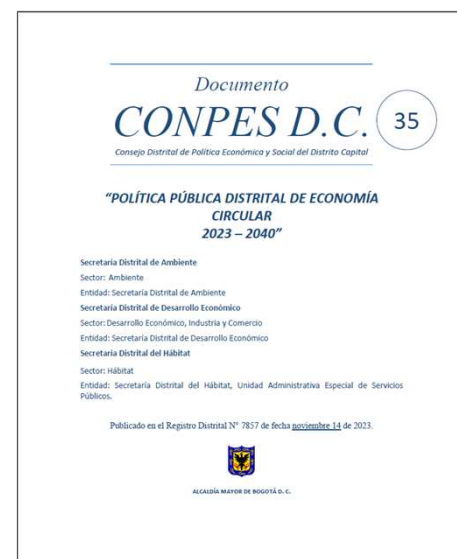 Documento
CONPES D.C.
35
Consejo Distrital de Política Económica y Social del Distrito Capital
“POLÍTICA PÚBLICA DISTRITAL DE ECONOMÍA
CIRCULAR
2023 – 2040”
Secretaría Distrital de Ambiente
Sector: Ambiente
Entidad: Secretaría Distrital de Ambiente
Secretaría Distrital de Desarrollo Económico
Sector: Desarrollo Económico, Industria y Comercio
Entidad: Secretaría Distrital de Desarrollo Económico
Secretaría Distrital del Hábitat
Sector: Hábitat
Entidad: Secretaría Distrital del Hábitat, Unidad Administrativa Especial de Servicios
Públicos.
Publicado en el Registro Distrital N° 7857 de fecha noviembre 14 de 2023.
ALCALDÍA MAYOR DE BOGOTÁ D. C.